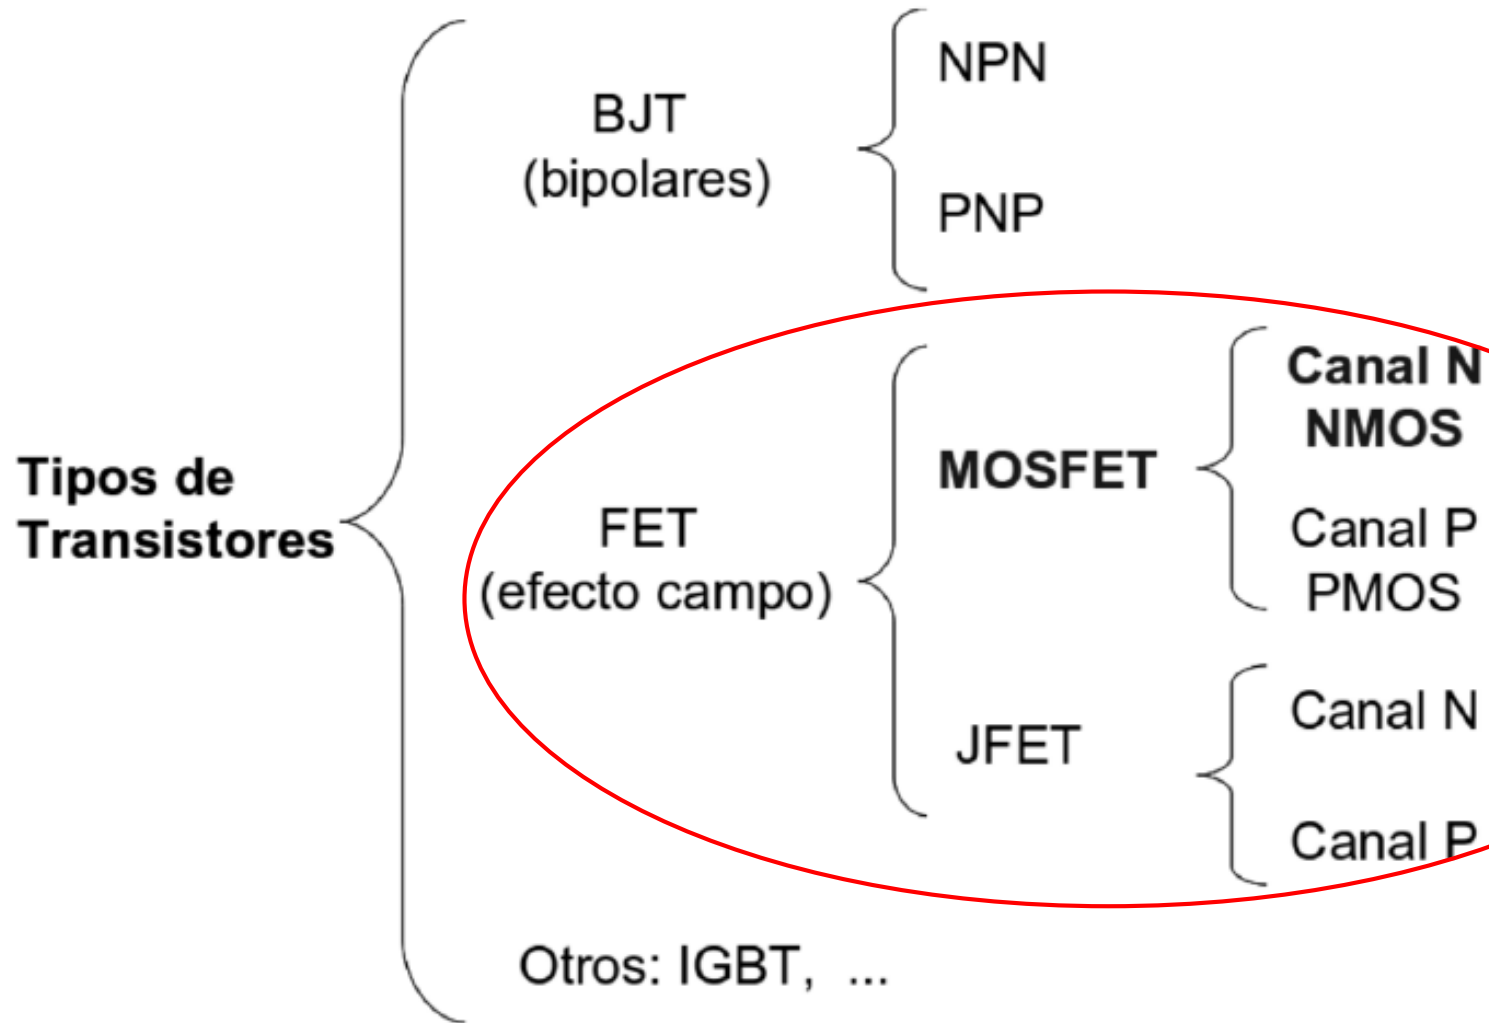 Tipos de
Transistores
BJT
(bipolares)
NPN
PNP
FET
(efecto campo)
MOSFET
Canal N
NMOS
Canal P
PMOS
JFET
Canal N
Canal P
Otros: IGBT, ...